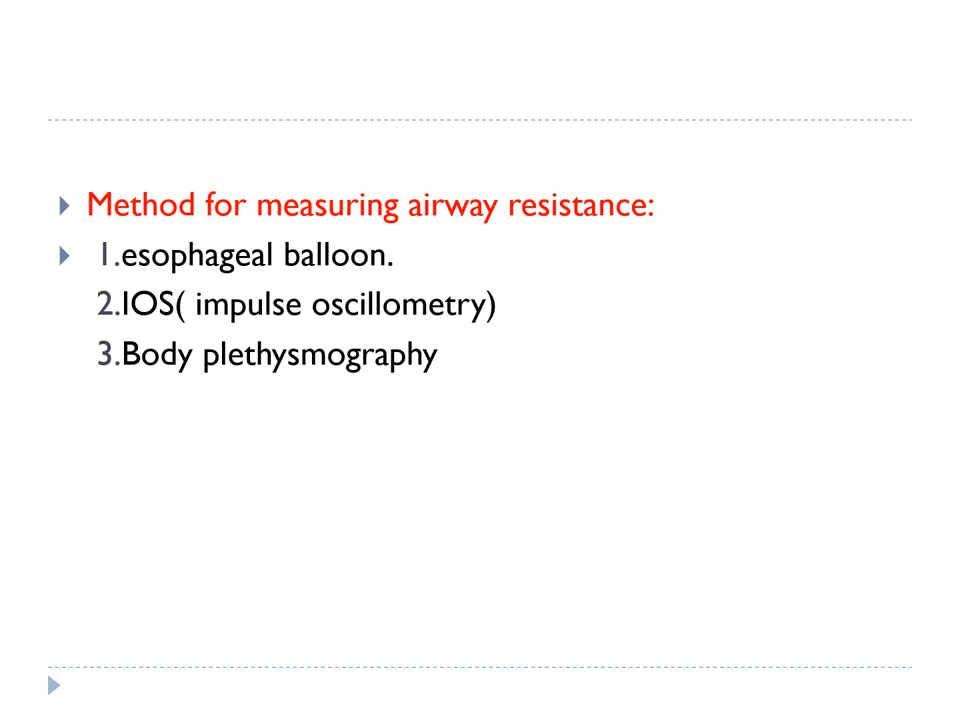 Method for measuring airway resistance:
1.esophageal balloon.
2.IOS( impulse oscillometry)
3.Body plethysmography